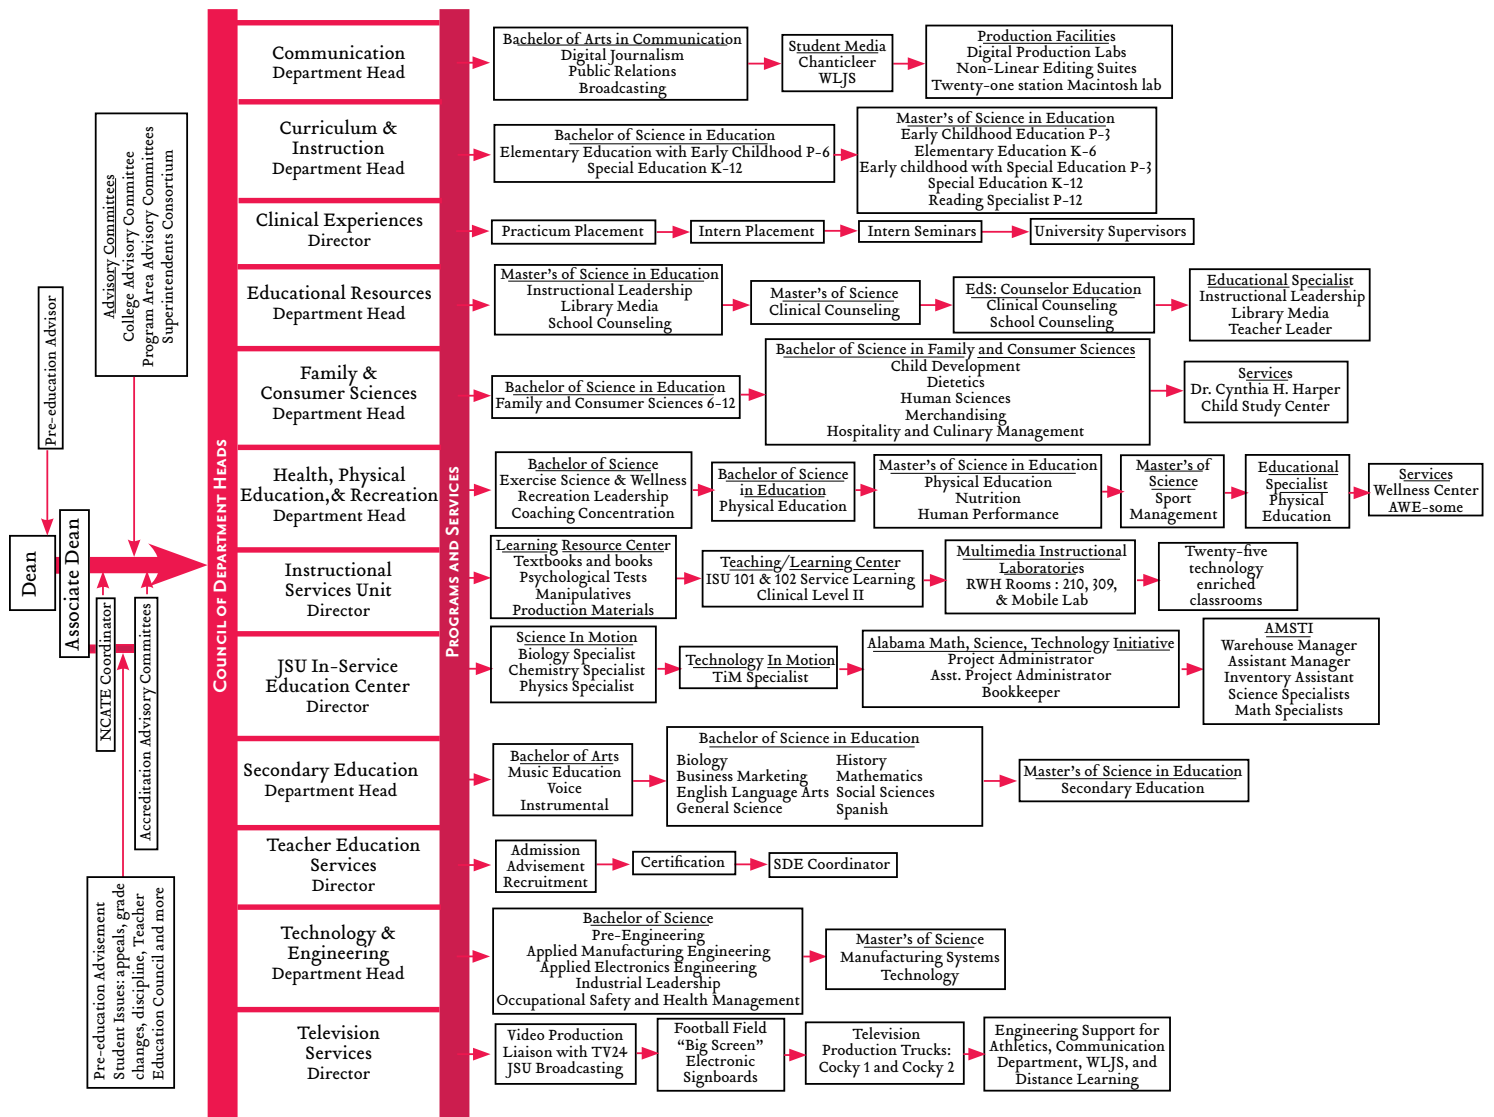 Pre-education Advisor
Advisory Committees
College Advisory Committee
Program Area Advisory Committees
Superintendents Consortium
Dean
Associate Dean
NCATE Coordinator
Accreditation Advisory Committees
Pre-education Advisement
Student Issues: appeals, grade
changes, discipline, Teacher
Education Council and more
Council of Department Heads
Programs and Services
Communication
Department Head
Bachelor of Arts in Communication
Digital Journalism
Public Relations
Broadcasting
Student Media
Chanticleer
WLJS
Production Facilities
Digital Production Labs
Non-Linear Editing Suites
Twenty-one station Macintosh lab
Curriculum &
Instruction
Department Head
Bachelor of Science in Education
Elementary Education with Early Childhood P-6
Special Education K-12
Master's of Science in Education
Early Childhood Education P-3
Elementary Education K-6
Early childhood with Special Education P-3
Special Education K-12
Reading Specialist P-12
Clinical Experiences
Director
Practicum Placement
Intern Placement
Intern Seminars
University Supervisors
Educational Resources
Department Head
Master's of Science in Education
Instructional Leadership
Library Media
School Counseling
Master's of Science
Clinical Counseling
EdS: Counselor Education
Clinical Counseling
School Counseling
Educational Specialist
Instructional Leadership
Library Media
Teacher Leader
Family &
Consumer Sciences
Department Head
Bachelor of Science in Education
Family and Consumer Sciences 6-12
Bachelor of Science in Family and Consumer Sciences
Child Development
Dietetics
Human Sciences
Merchandising
Hospitality and Culinary Management
Services
Dr. Cynthia H. Harper
Child Study Center
Health, Physical
Education,& Recreation
Department Head
Bachelor of Science
Exercise Science & Wellness
Recreation Leadership
Coaching Concentration
Bachelor of Science
in Education
Physical Education
Master's of Science in Education
Physical Education
Nutrition
Human Performance
Master's of
Science
Sport
Management
Educational
Specialist
Physical
Education
Services
Wellness Center
AWE-some
Instructional
Services Unit
Director
Learning Resource Center
Textbooks and books
Psychological Tests
Manipulatives
Production Materials
Teaching/Learning Center
ISU 101 & 102 Service Learning
Clinical Level II
Multimedia Instructional
Laboratories
RWH Rooms : 210, 309,
& Mobile Lab
Twenty-five
technology
enriched
classrooms
JSU In-Service
Education Center
Director
Science In Motion
Biology Specialist
Chemistry Specialist
Physics Specialist
Technology In Motion
TiM Specialist
Alabama Math, Science, Technology Initiative
Project Administrator
Asst. Project Administrator
Bookkeeper
AMSTI
Warehouse Manager
Assistant Manager
Inventory Assistant
Science Specialists
Math Specialists
Secondary Education
Department Head
Bachelor of Arts
Music Education
Voice
Instrumental
Bachelor of Science in Education
Biology
Business Marketing
English Language Arts
General Science
History
Mathematics
Social Sciences
Spanish
Master's of Science in Education
Secondary Education
Teacher Education
Services
Director
Admission
Advisement
Recruitment
Certification
SDE Coordinator
Technology &
Engineering
Department Head
Bachelor of Science
Pre-Engineering
Applied Manufacturing Engineering
Applied Electronics Engineering
Industrial Leadership
Occupational Safety and Health Management
Master's of Science
Manufacturing Systems
Technology
Television
Services
Director
Video Production
Liaison with TV24
JSU Broadcasting
Football Field
“Big Screen”
Electronic
Signboards
Television
Production Trucks:
Cocky 1 and Cocky 2
Engineering Support for
Athletics, Communication
Department, WLJS, and
Distance Learning